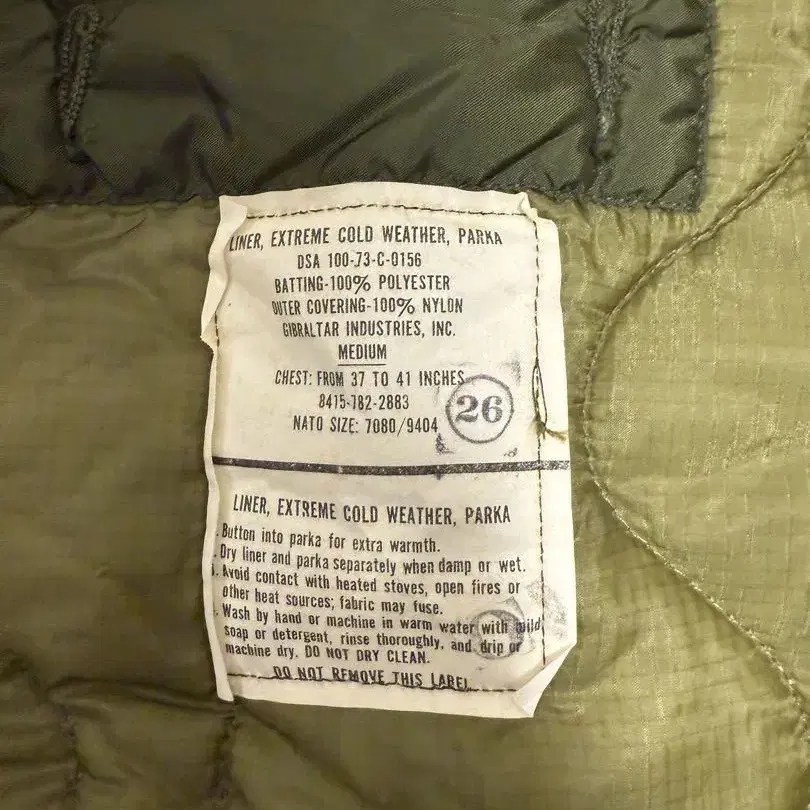 LINER, EXTREME COLD WEATHER, PARKA
DSA 100-73-C-0156
BATTING-100% POLYESTER
OUTER COVERING-100% NYLON
GIBRALTAR INDUSTRIES, INC.
MEDIUM
CHEST: FROM 37 TO 41 INCHES
8415-782-2883
26
NATO SIZE: 7080/9404
LINER, EXTREME COLD WEATHER, PARKA
. Button into parka for extra warmth.
. Dry liner and parka separately when damp or wet.
. Avoid contact with heated stoves, open fires or
other heat sources; fabric may fuse.
. Wash by hand or machine in warm water with mild
soap or detergent, rinse thoroughly, and drip or
machine dry. DO NOT DRY CLEAN.
DO NOT REMOVE THIS LABEL